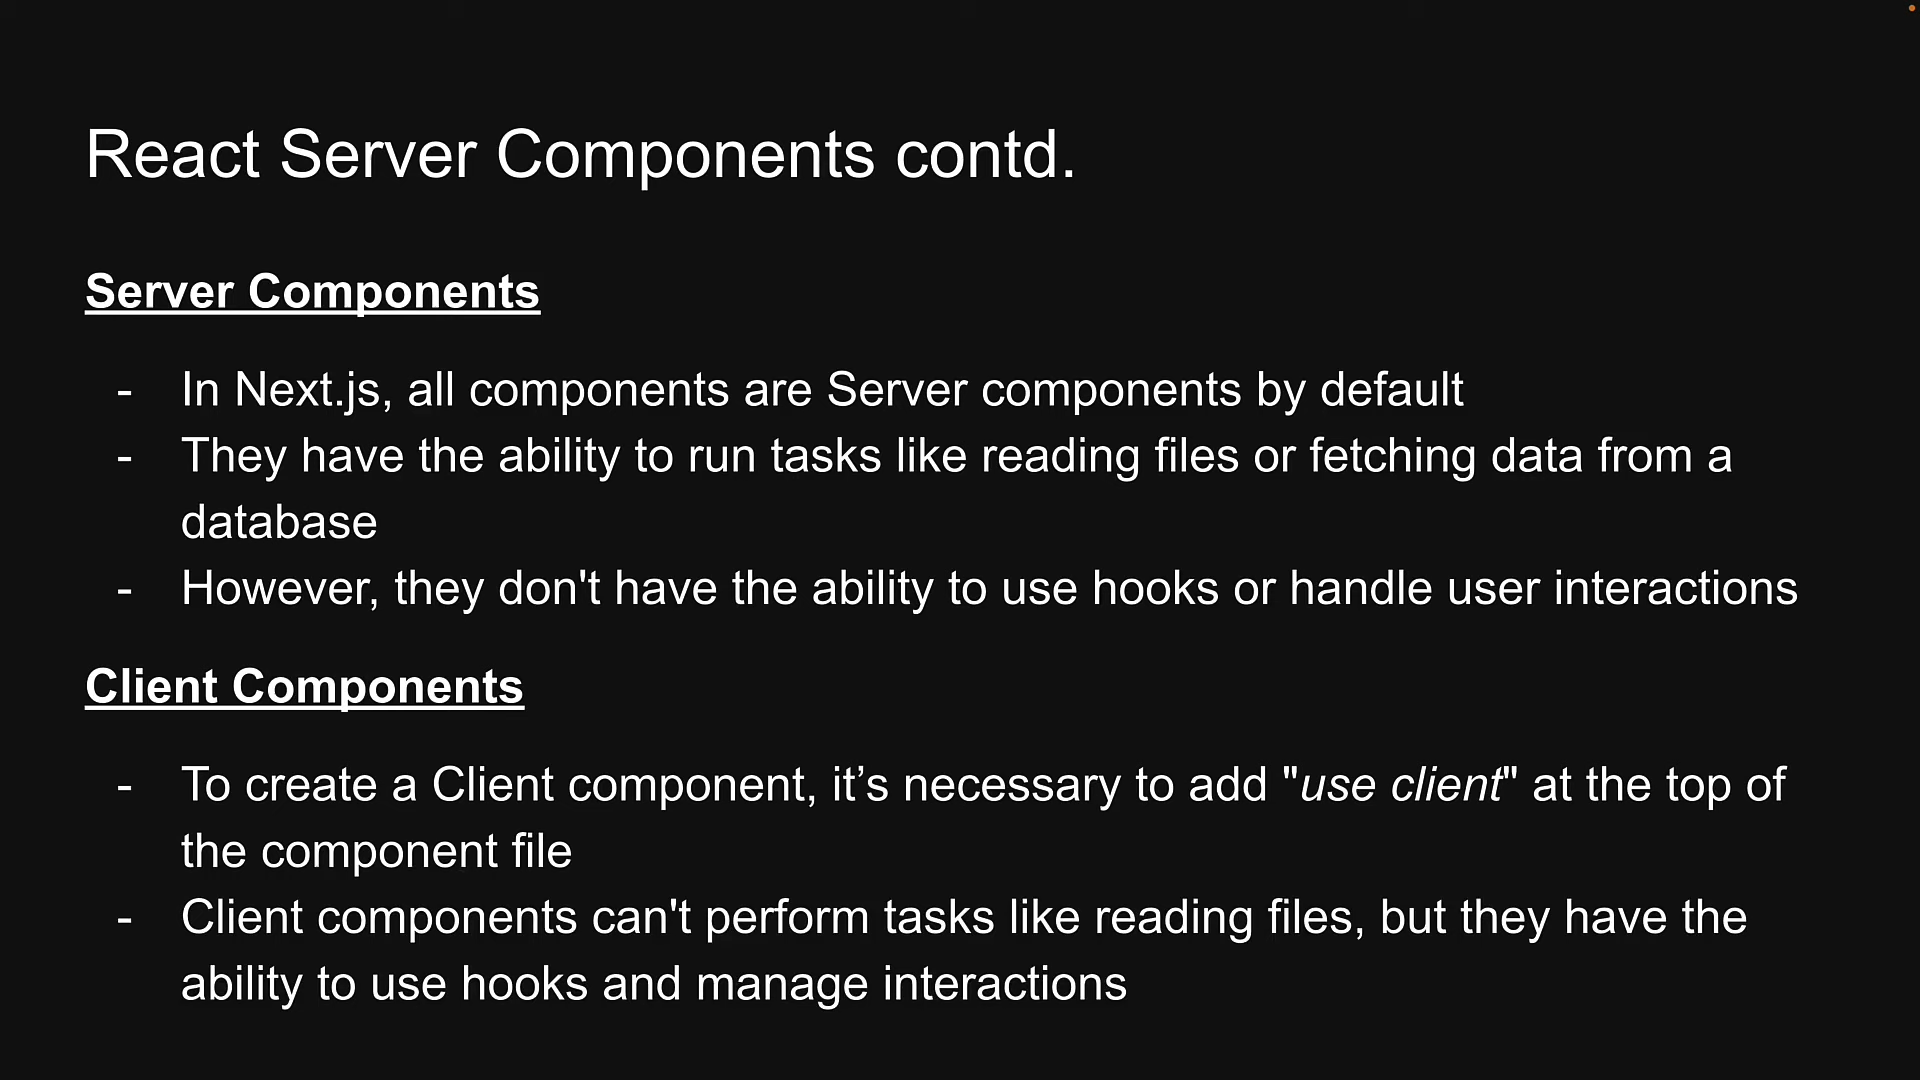 React Server Components contd.
Server Components
- In Next.js, all components are Server components by default
- They have the ability to run tasks like reading files or fetching data from a
database
- However, they don't have the ability to use hooks or handle user interactions
Client Components
- To create a Client component, it’s necessary to add "use client" at the top of
the component file
- Client components can't perform tasks like reading files, but they have the
ability to use hooks and manage interactions